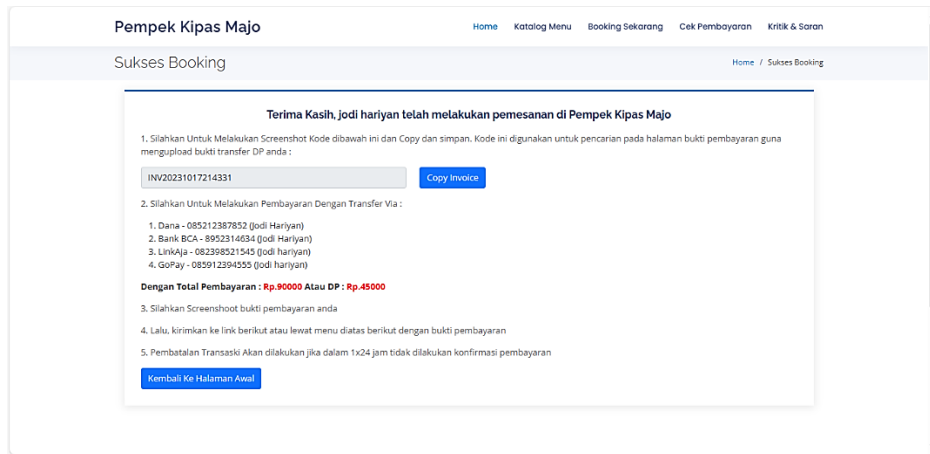 Pempek Kipas Majo
Home Katalog Menu Booking Sekarang Cek Pembayaran Kritik & Saran
Sukses Booking
Home / Sukses Booking
Terima Kasih, jodi hariyan telah melakukan pemesanan di Pempek Kipas Majo
1. Silahkan Untuk Melakukan Screenshot Kode dibawah ini dan Copy dan simpan. Kode ini digunakan untuk pencarian pada halaman bukti pembayaran guna
mengupload bukti transfer DP anda :
INV20231017214331
Copy Invoice
2. Silahkan Untuk Melakukan Pembayaran Dengan Transfer Via :
1. Dana - 085212387852 (Jodi Hariyan)
2. Bank BCA - 8952314634 (Jodi Hariyan)
3. LinkAja - 082398521545 (Jodi hariyan)
4. GoPay - 085912394555 (Jodi hariyan)
Dengan Total Pembayaran : Rp.90000 Atau DP : Rp.45000
3. Silahkan Screenshoot bukti pembayaran anda
4. Lalu, kirimkan ke link berikut atau lewat menu diatas berikut dengan bukti pembayaran
5. Pembatalan Transaski Akan dilakukan jika dalam 1x24 jam tidak dilakukan konfirmasi pembayaran
Kembali Ke Halaman Awal